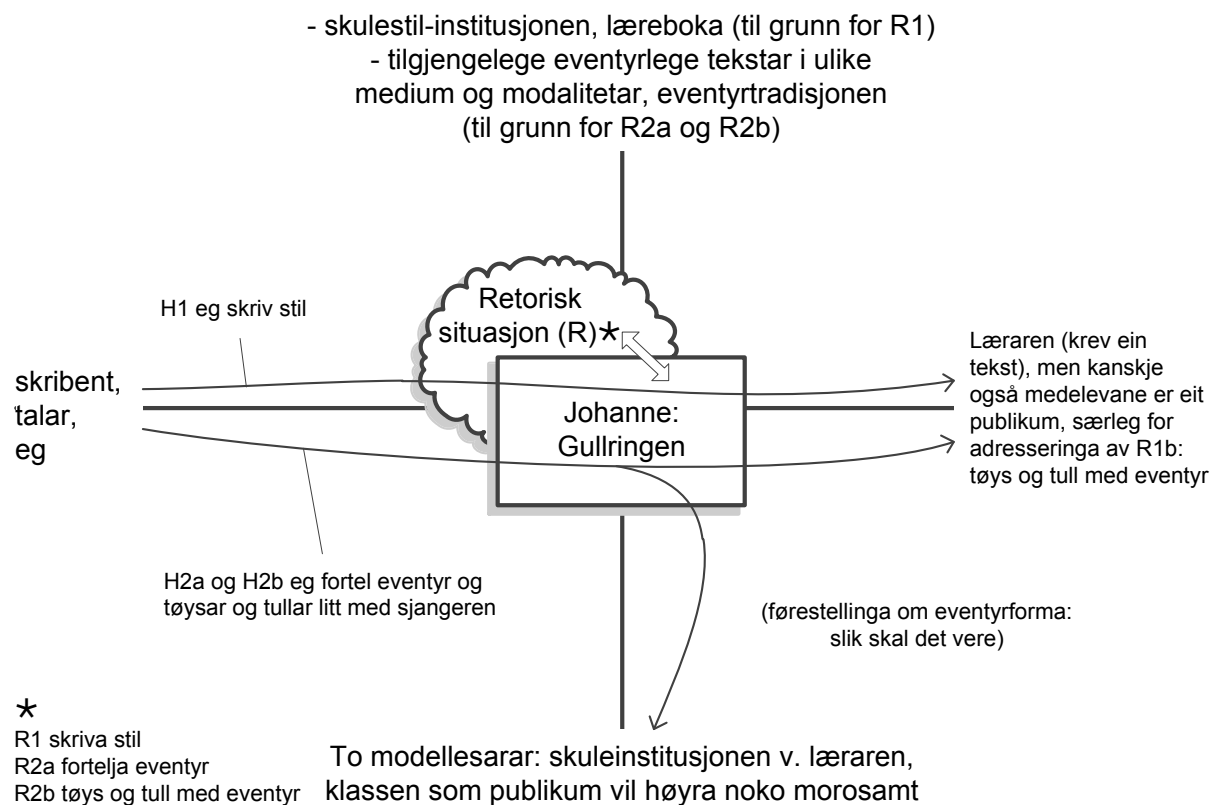 - skulestil-institusjonen, læreboka (til grunn for R1)
- tilgjengelege eventyrlege tekstar i ulike
medium og modalitetar, eventyrtradisjonen
(til grunn for R2a og R2b)
H1 eg skriv stil
Retorisk
situasjon (R)*
skribent,
talar,
eg
Johanne:
Gullringen
Læraren (krev ein
tekst), men kanskje
også medelevane er eit
publikum, særleg for
adresseringa av R1b:
tøys og tull med eventyr
H2a og H2b eg fortel eventyr og
tøysar og tullar litt med sjangeren
(førestellinga om eventyrforma:
slik skal det vere)
*
R1 skriva stil
R2a fortelja eventyr
R2b tøys og tull med eventyr
To modellesarar: skuleinstitusjonen v. læraren,
klassen som publikum vil høyra noko morosamt